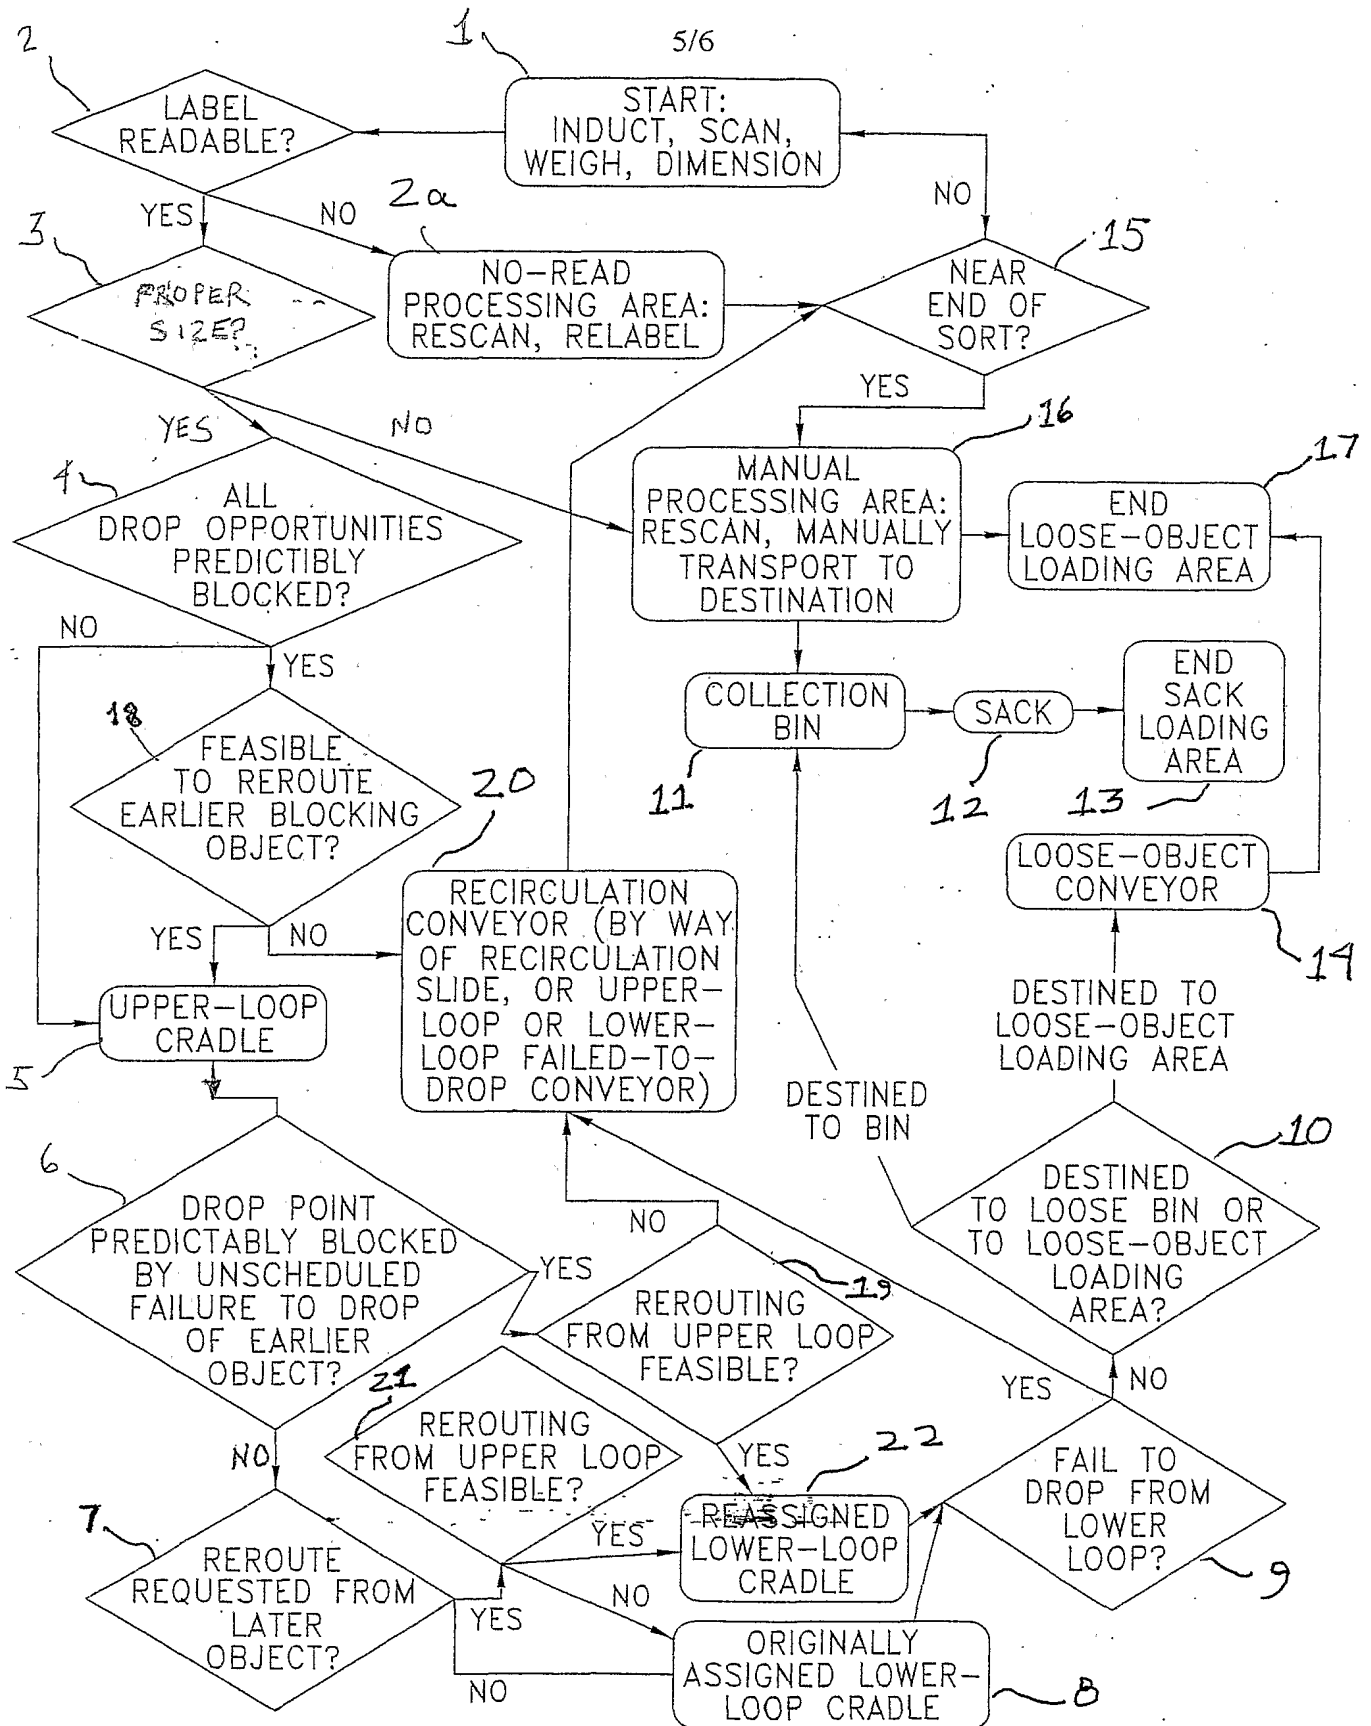 5/6
1
START:
INDUCT, SCAN,
WEIGH, DIMENSION
2
LABEL
READABLE?
YES
NO
2a
NO-READ
PROCESSING AREA:
RESCAN, RELABEL
3
PROPER
SIZE?
YES
NO
NO
15
NEAR
END OF
SORT?
YES
4
ALL
DROP OPPORTUNITIES
PREDICTIBLY
BLOCKED?
NO
YES
16
MANUAL
PROCESSING AREA:
RESCAN, MANUALLY
TRANSPORT TO
DESTINATION
17
END
LOOSE-OBJECT
LOADING AREA
18
FEASIBLE
TO REROUTE
EARLIER BLOCKING
OBJECT?
YES
NO
COLLECTION
BIN
11
SACK
12
END
SACK
LOADING
AREA
13
20
RECIRCULATION
CONVEYOR (BY WAY
OF RECIRCULATION
SLIDE, OR UPPER-
LOOP OR LOWER-
LOOP FAILED-TO-
DROP CONVEYOR)
LOOSE-OBJECT
CONVEYOR
14
UPPER-LOOP
CRADLE
5
DESTINED TO
LOOSE-OBJECT
LOADING AREA
DESTINED
TO BIN
6
DROP POINT
PREDICTABLY BLOCKED
BY UNSCHEDULED
FAILURE TO DROP
OF EARLIER
OBJECT?
YES
NO
NO
19
REROUTING
FROM UPPER LOOP
FEASIBLE?
YES
10
DESTINED
TO LOOSE BIN OR
TO LOOSE-OBJECT
LOADING
AREA?
YES
NO
21
REROUTING
FROM UPPER LOOP
FEASIBLE?
YES
NO
22
REASSIGNED
LOWER-LOOP
CRADLE
FAIL TO
DROP FROM
LOWER
LOOP?
9
7
REROUTE
REQUESTED FROM
LATER
OBJECT?
YES
NO
ORIGINALLY
ASSIGNED LOWER-
LOOP CRADLE
8